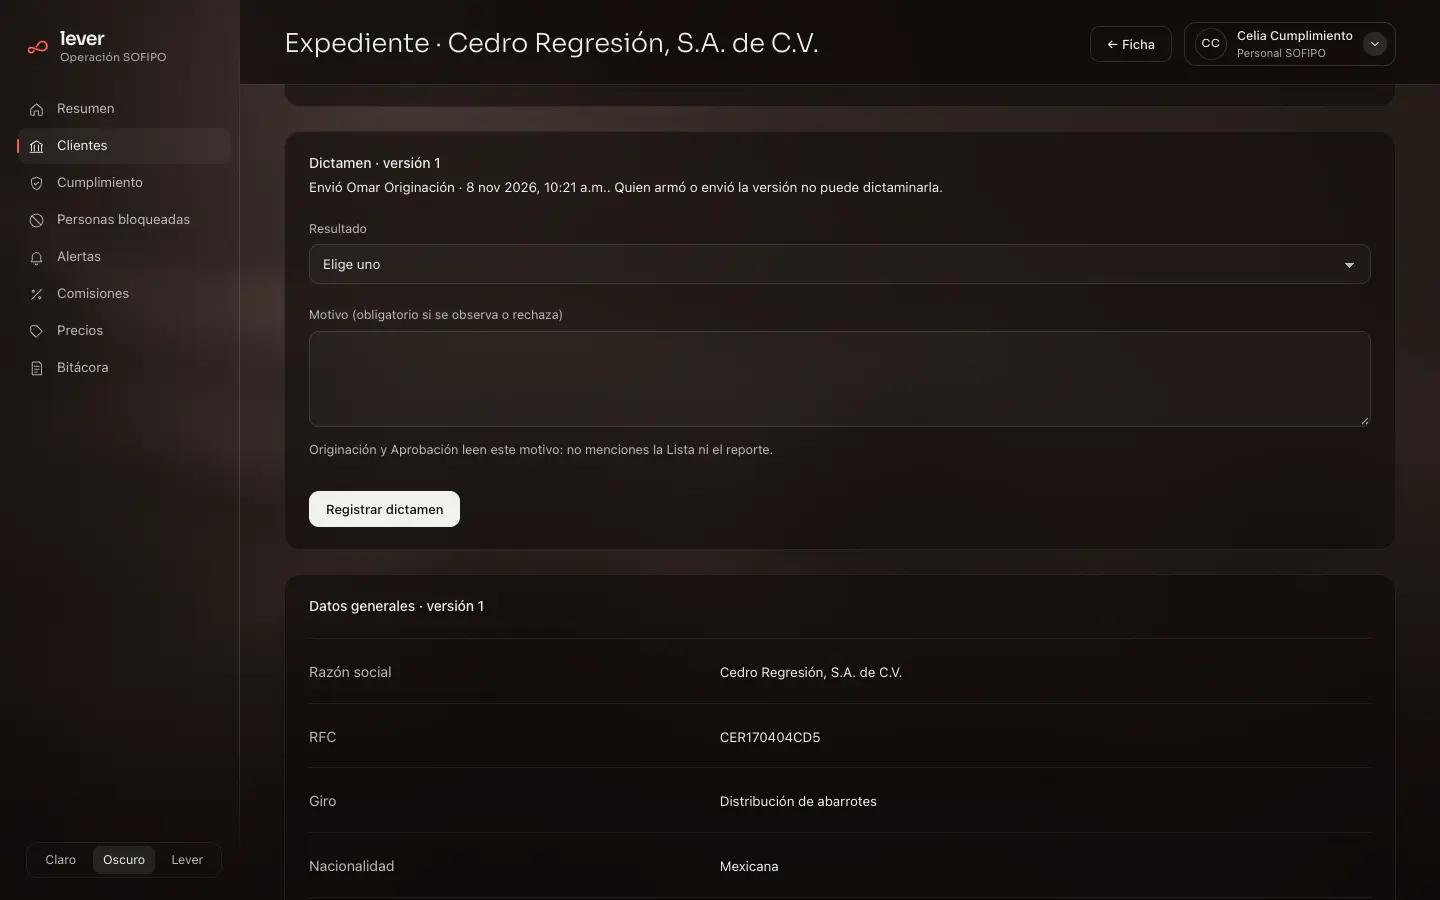 lever
Operación SOFIPO
Resumen
Clientes
Cumplimiento
Personas bloqueadas
Alertas
Comisiones
Precios
Bitácora
Claro
Oscuro
Lever
Expediente · Cedro Regresión, S.A. de C.V.
← Ficha
CC
Celia Cumplimiento
Personal SOFIPO
Dictamen · versión 1
Envió Omar Originación · 8 nov 2026, 10:21 a.m.. Quien armó o envió la versión no puede dictaminarla.
Resultado
Elige uno
Motivo (obligatorio si se observa o rechaza)
Originación y Aprobación leen este motivo: no menciones la Lista ni el reporte.
Registrar dictamen
Datos generales · versión 1
Razón social
Cedro Regresión, S.A. de C.V.
RFC
CER170404CD5
Giro
Distribución de abarrotes
Nacionalidad
Mexicana